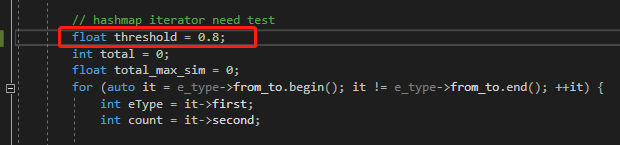 // hashmap iterator need test
float threshold = 0.8;
int total = 0;
float total_max_sim = 0;
for (auto it = e_type->from_to.begin(); it != e_type->from_to.end(); ++it) {
int eType = it->first;
int count = it->second;